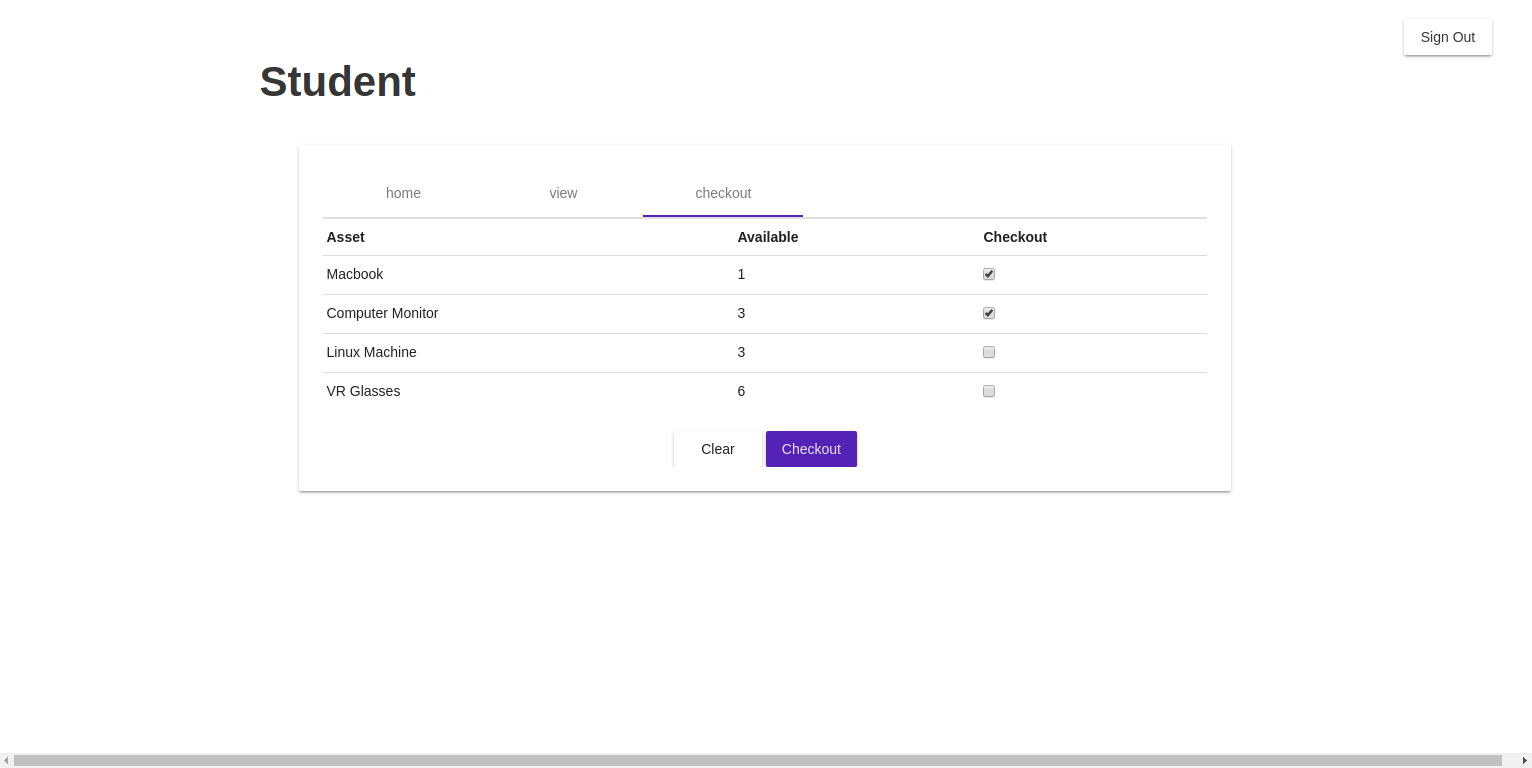 Sign Out
Student
home view checkout
Asset Available Checkout
Macbook 1
Computer Monitor 3
Linux Machine 3
VR Glasses 6
Clear Checkout